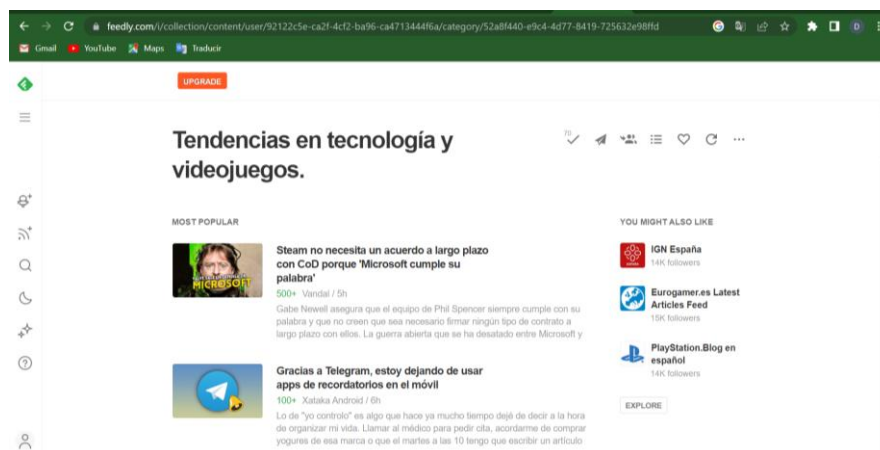 feedly.com/i/collection/content/user/92122c5e-ca2f-4cf2-ba96-ca4713444f6a/category/52a8f440-e9c4-4d77-8419-725632e98ffd
Gmail YouTube Maps Traducir
UPGRADE
Tendencias en tecnología y
videojuegos.
70
MOST POPULAR
Steam no necesita un acuerdo a largo plazo
con CoD porque 'Microsoft cumple su
palabra'
500+ Vandal / 5h
Gabe Newell asegura que el equipo de Phil Spencer siempre cumple con su
palabra y que no creen que sea necesario firmar ningún tipo de contrato a
largo plazo con ellos. La guerra abierta que se ha desatado entre Microsoft y
MICROSOFT
Gracias a Telegram, estoy dejando de usar
apps de recordatorios en el móvil
100+ Xataka Android / 6h
Lo de "yo controlo" es algo que hace ya mucho tiempo dejé de decir a la hora
de organizar mi vida. Llamar al médico para pedir cita, acordarme de comprar
yogures de esa marca o que el martes a las 10 tengo que escribir un artículo
YOU MIGHT ALSO LIKE
IGN España
14K followers
Eurogamer.es Latest
Articles Feed
15K followers
PlayStation.Blog en
español
14K followers
EXPLORE